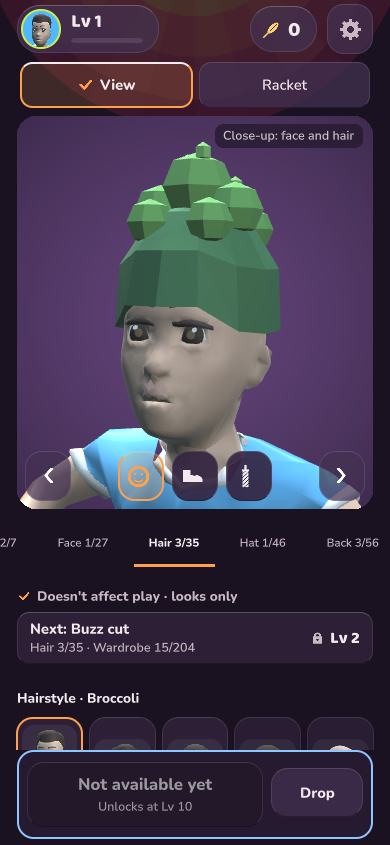 Lv 1
0
View
Racket
Close-up: face and hair
2/7
Face 1/27
Hair 3/35
Hat 1/46
Back 3/56
Doesn't affect play · looks only
Next: Buzz cut
Hair 3/35 · Wardrobe 15/204
Lv 2
Hairstyle · Broccoli
Not available yet
Unlocks at Lv 10
Drop